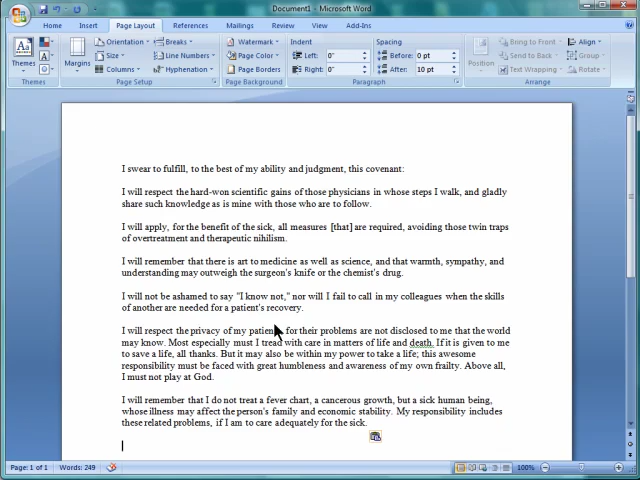 Document1 - Microsoft Word
Home Insert Page Layout References Mailings Review View Add-Ins
Themes
Themes
Margins
Orientation
Size
Columns
Breaks
Line Numbers
Hyphenation
Page Setup
Watermark
Page Color
Page Borders
Page Background
Indent
Left: 0"
Right: 0"
Spacing
Before: 0 pt
After: 10 pt
Paragraph
Position
Bring to Front
Send to Back
Text Wrapping
Align
Group
Rotate
Arrange
I swear to fulfill, to the best of my ability and judgment, this covenant:
I will respect the hard-won scientific gains of those physicians in whose steps I walk, and gladly
share such knowledge as is mine with those who are to follow.
I will apply, for the benefit of the sick, all measures [that] are required, avoiding those twin traps
of overtreatment and therapeutic nihilism.
I will remember that there is art to medicine as well as science, and that warmth, sympathy, and
understanding may outweigh the surgeon's knife or the chemist's drug.
I will not be ashamed to say "I know not," nor will I fail to call in my colleagues when the skills
of another are needed for a patient's recovery.
I will respect the privacy of my patients, for their problems are not disclosed to me that the world
may know. Most especially must I tread with care in matters of life and death. If it is given to me
to save a life, all thanks. But it may also be within my power to take a life; this awesome
responsibility must be faced with great humbleness and awareness of my own frailty. Above all,
I must not play at God.
I will remember that I do not treat a fever chart, a cancerous growth, but a sick human being,
whose illness may affect the person's family and economic stability. My responsibility includes
these related problems, if I am to care adequately for the sick.
Page: 1 of 1 Words: 249 100%